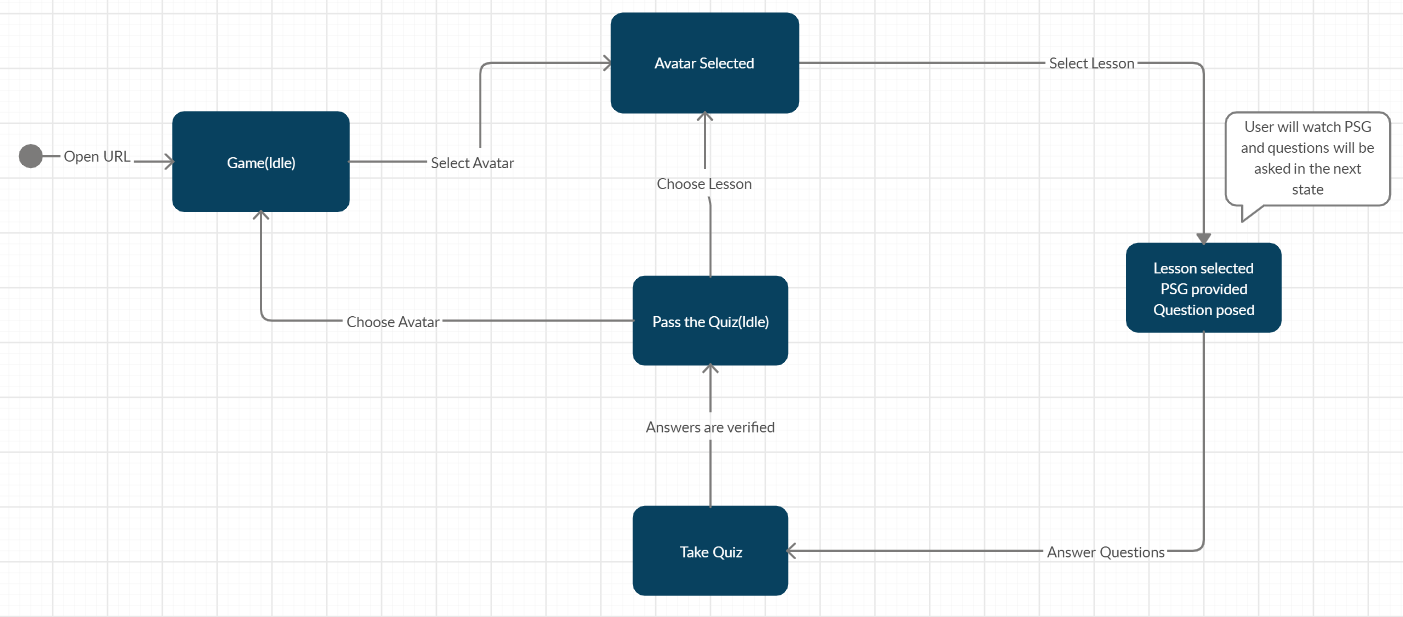 Avatar Selected
Select Lesson
User will watch PSG
and questions will be
asked in the next
state
Open URL
Game(Idle)
Select Avatar
Choose Lesson
Lesson selected
PSG provided
Question posed
Choose Avatar
Pass the Quiz(Idle)
Answers are verified
Take Quiz
Answer Questions